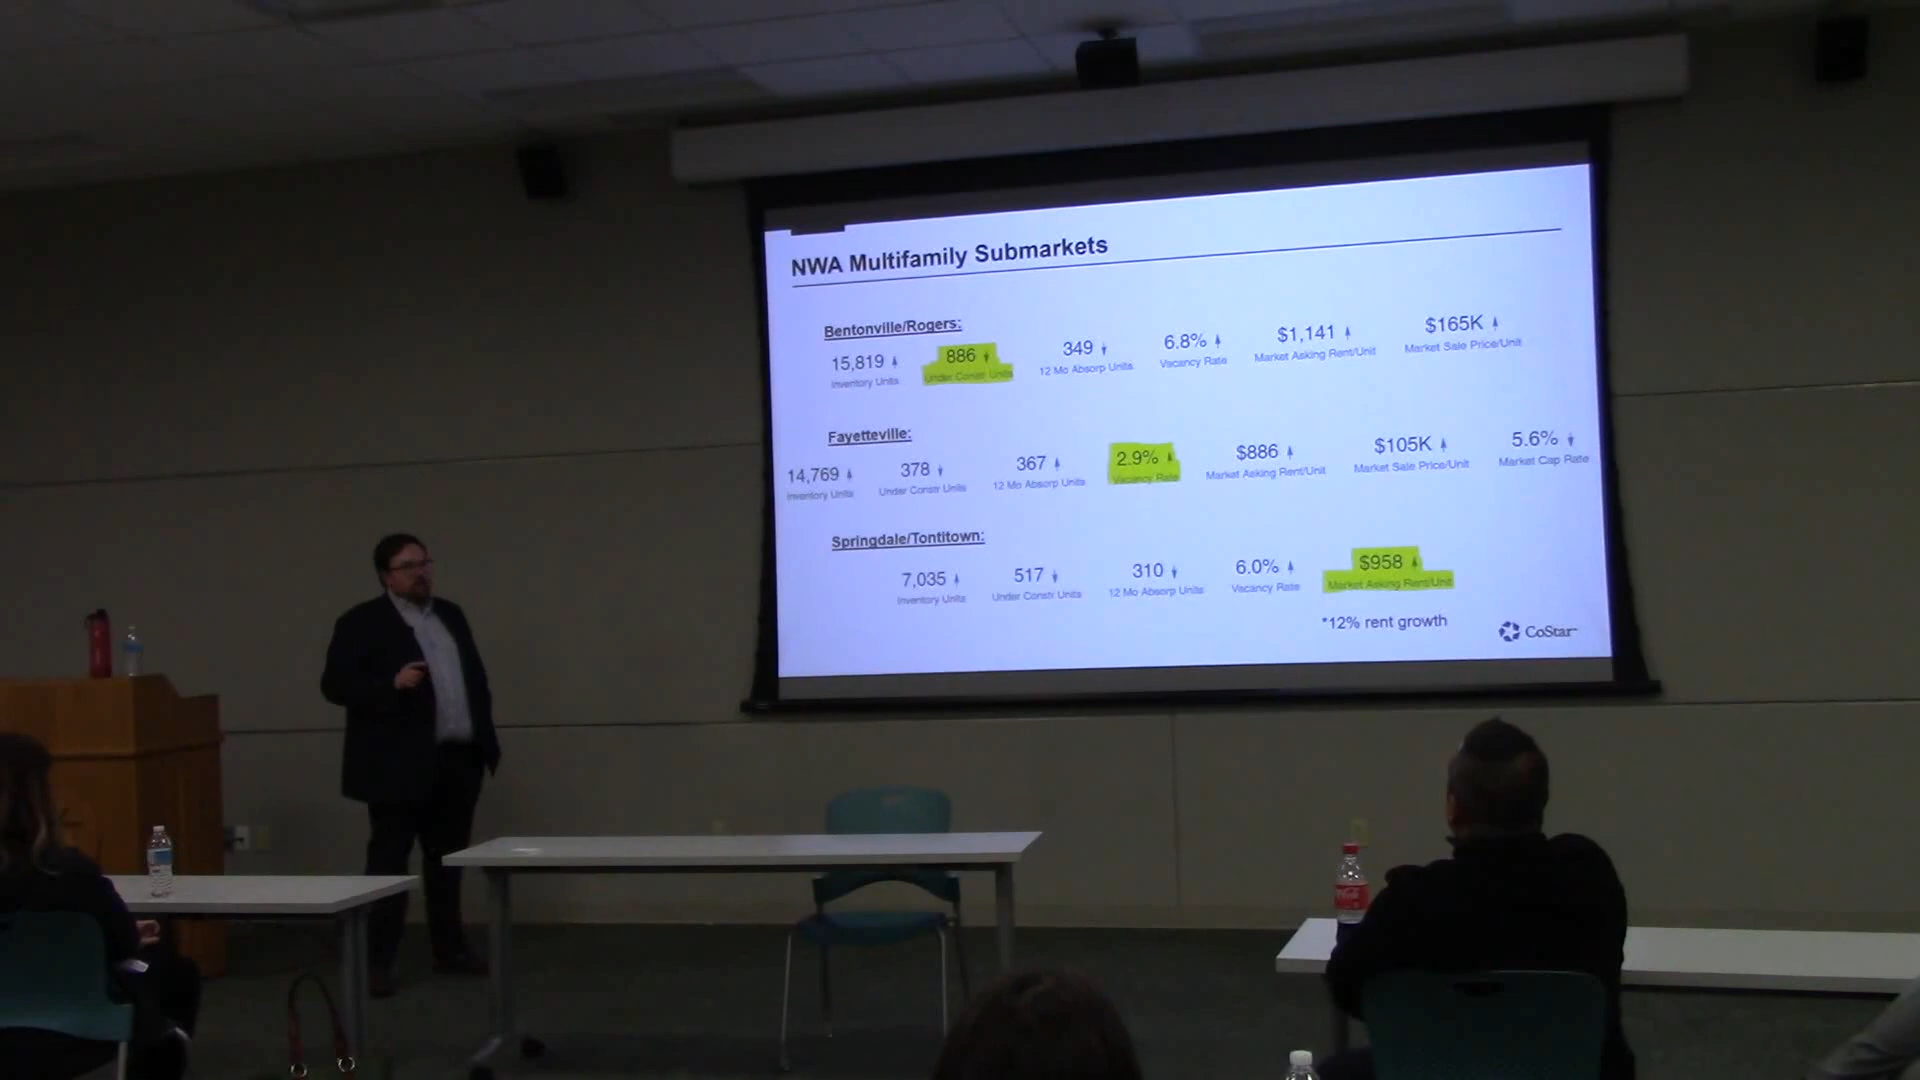 NWA Multifamily Submarkets
Bentonville/Rogers:
15,819 886 349 6.8% $1,141 $165K
Inventory Units Under Constr Units 12 Mo Absorp Units Vacancy Rate Market Asking Rent/Unit Market Sale Price/Unit
Fayetteville:
14,769 378 367 2.9% $886 $105K 5.6%
Inventory Units Under Constr Units 12 Mo Absorp Units Vacancy Rate Market Asking Rent/Unit Market Sale Price/Unit Market Cap Rate
Springdale/Tontitown:
7,035 517 310 6.0% $958
Inventory Units Under Constr Units 12 Mo Absorp Units Vacancy Rate Market Asking Rent/Unit
*12% rent growth
CoStar